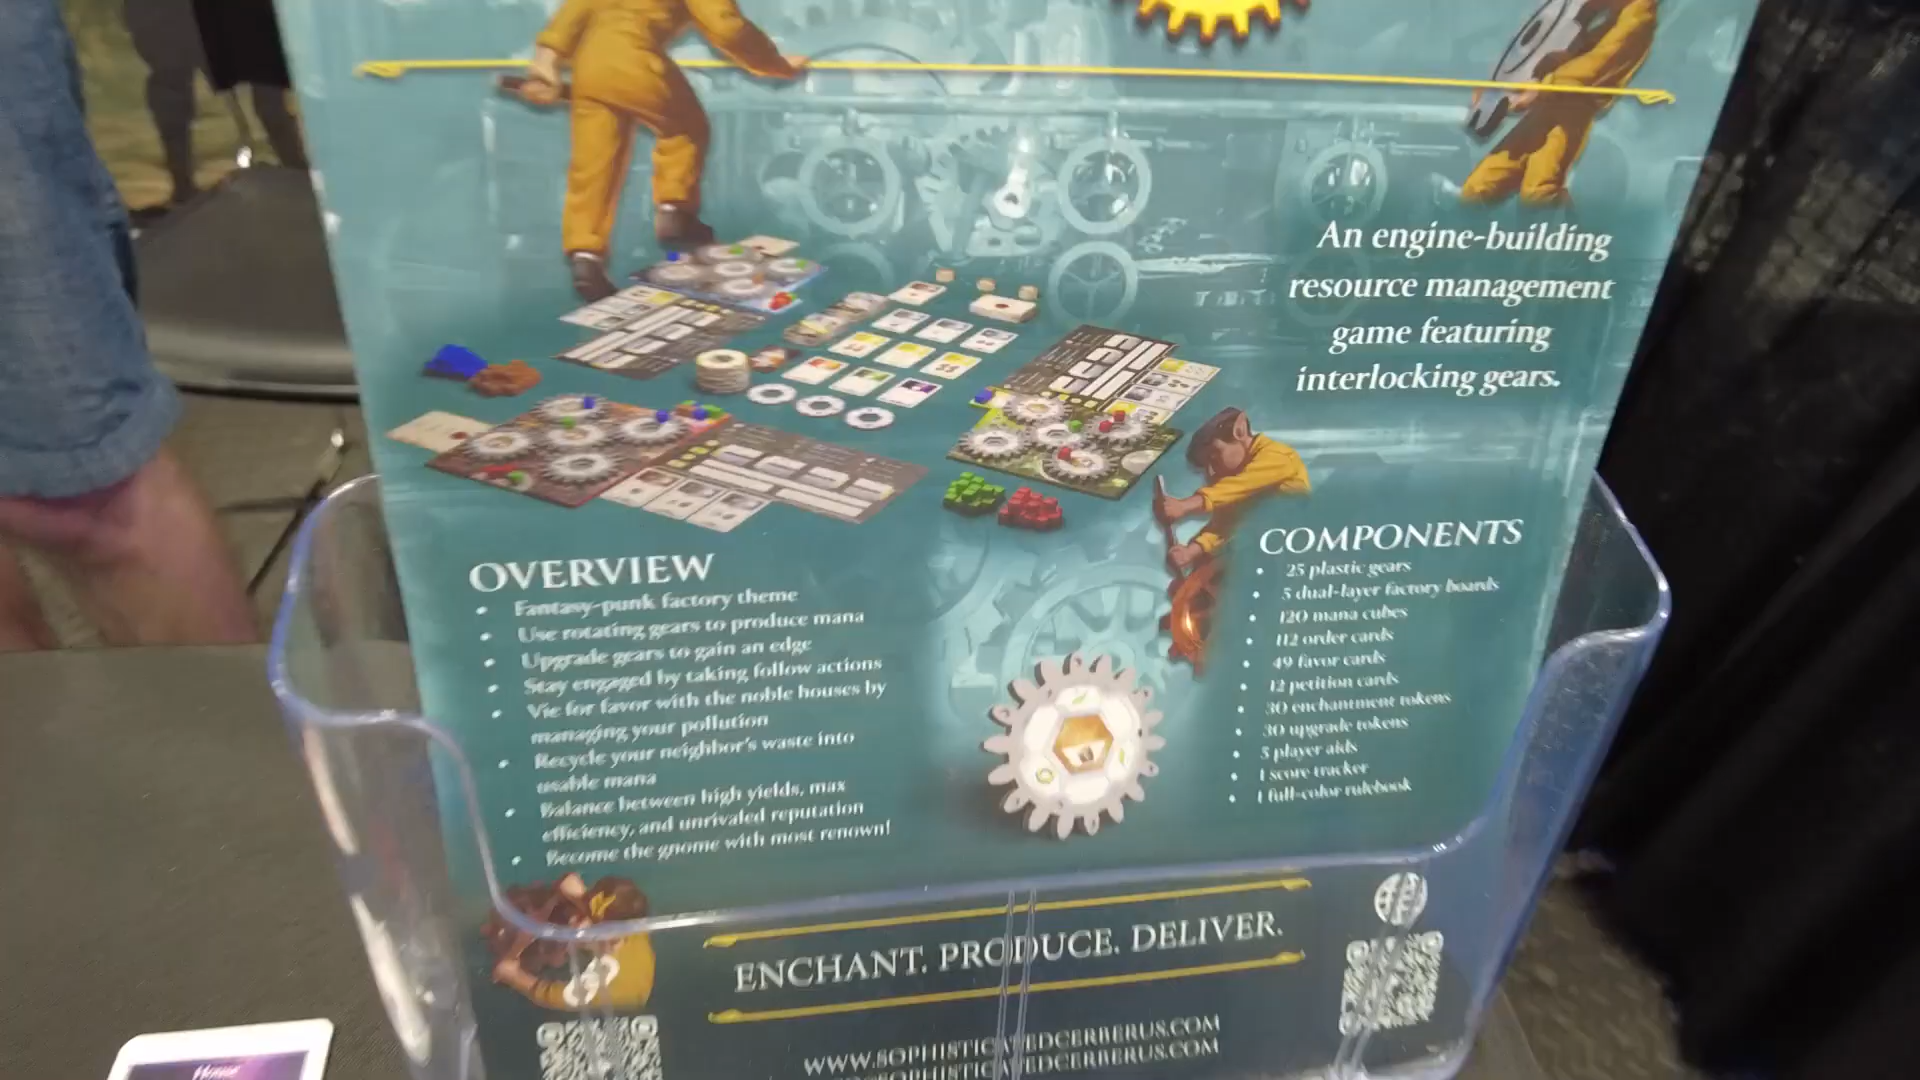 An engine-building
resource management
game featuring
interlocking gears.
OVERVIEW
• Fantasy-punk factory theme
• Use rotating gears to produce mana
• Upgrade gears to gain an edge
• Stay engaged by taking follow actions
• Vie for favor with the noble houses by
managing your pollution
• Recycle your neighbor's waste into
usable mana
• Balance between high yields, max
efficiency, and unrivaled reputation
• Become the gnome with most renown!
COMPONENTS
• 25 plastic gears
• 5 dual-layer factory boards
• 120 mana cubes
• 112 order cards
• 49 favor cards
• 12 petition cards
• 30 enchantment tokens
• 30 upgrade tokens
• 5 player aids
• 1 score tracker
• 1 full-color rulebook
ENCHANT. PRODUCE. DELIVER.
WWW.SOPHISTICATEDCERBERUS.COM
House